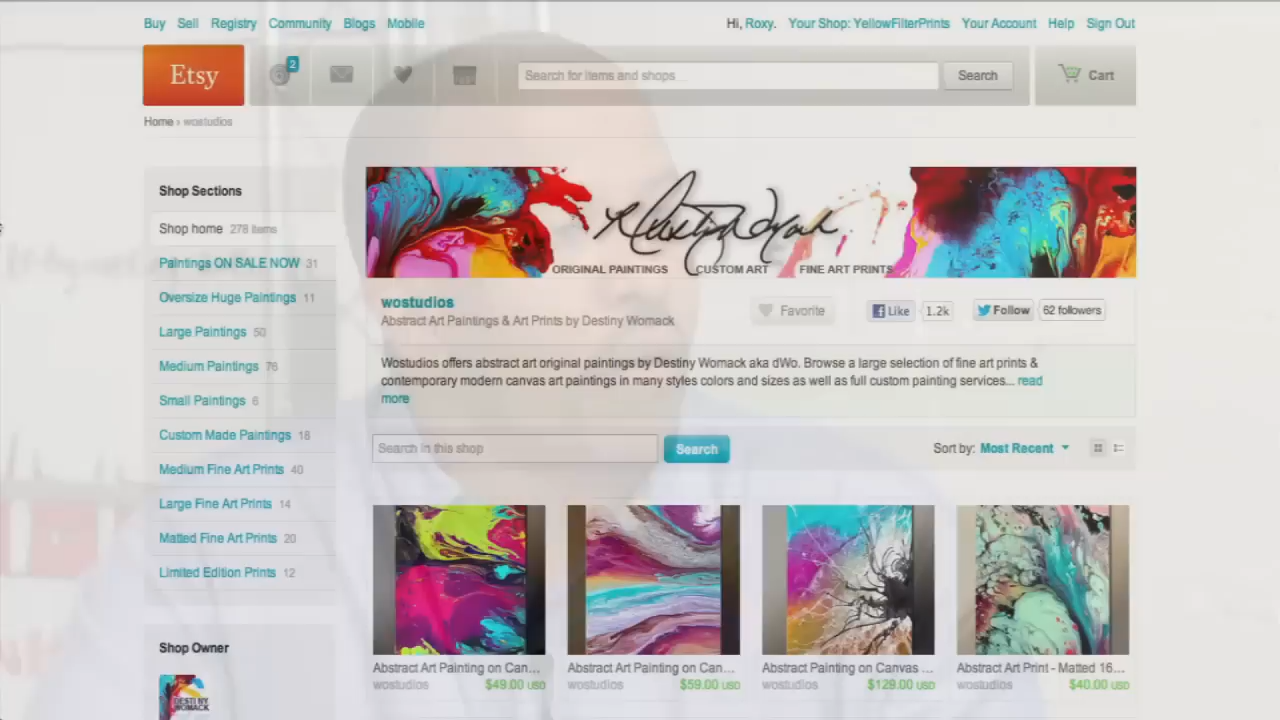 Buy Sell Registry Community Blogs Mobile
Hi, Roxy. Your Shop: YellowFilterPrints Your Account Help Sign Out
Etsy
2
Search for items and shops ...
Search
Cart
Home › wostudios
Shop Sections
Shop home 278 items
Paintings ON SALE NOW 31
Oversize Huge Paintings 11
Large Paintings 50
Medium Paintings 76
Small Paintings 6
Custom Made Paintings 18
Medium Fine Art Prints 40
Large Fine Art Prints 14
Matted Fine Art Prints 20
Limited Edition Prints 12
Shop Owner
DESTINY
WOMACK
Destiny Womack
ORIGINAL PAINTINGS CUSTOM ART FINE ART PRINTS
wostudios
Abstract Art Paintings & Art Prints by Destiny Womack
Favorite
Like 1.2k
Follow 62 followers
Wostudios offers abstract art original paintings by Destiny Womack aka dWo. Browse a large selection of fine art prints &
contemporary modern canvas art paintings in many styles colors and sizes as well as full custom painting services... read
more
Search in this shop
Search
Sort by: Most Recent
Abstract Art Painting on Can...
wostudios $49.00 USD
Abstract Art Painting on Can...
wostudios $59.00 USD
Abstract Painting on Canvas ...
wostudios $129.00 USD
Abstract Art Print - Matted 16...
wostudios $40.00 USD